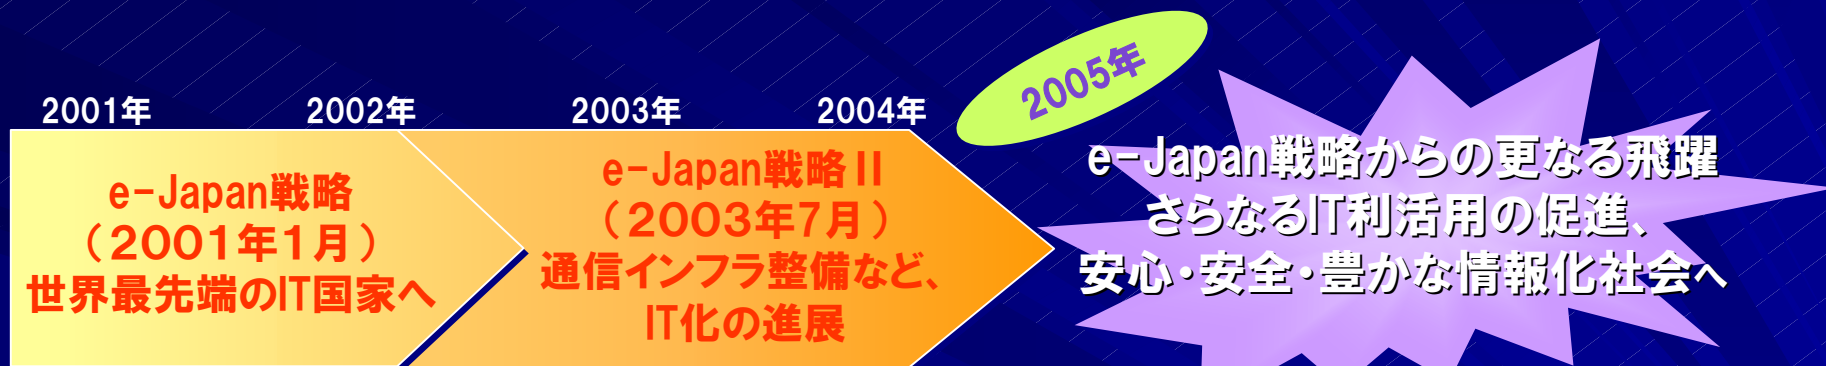 2001年
2002年
2003年
2004年
2005年
e-Japan戦略
（２００１年１月）
世界最先端のIT国家へ
e-Japan戦略Ⅱ
（２００３年7月）
通信インフラ整備など、
IT化の進展
e-Japan戦略からの更なる飛躍
さらなるIT利活用の促進、
安心・安全・豊かな情報化社会へ